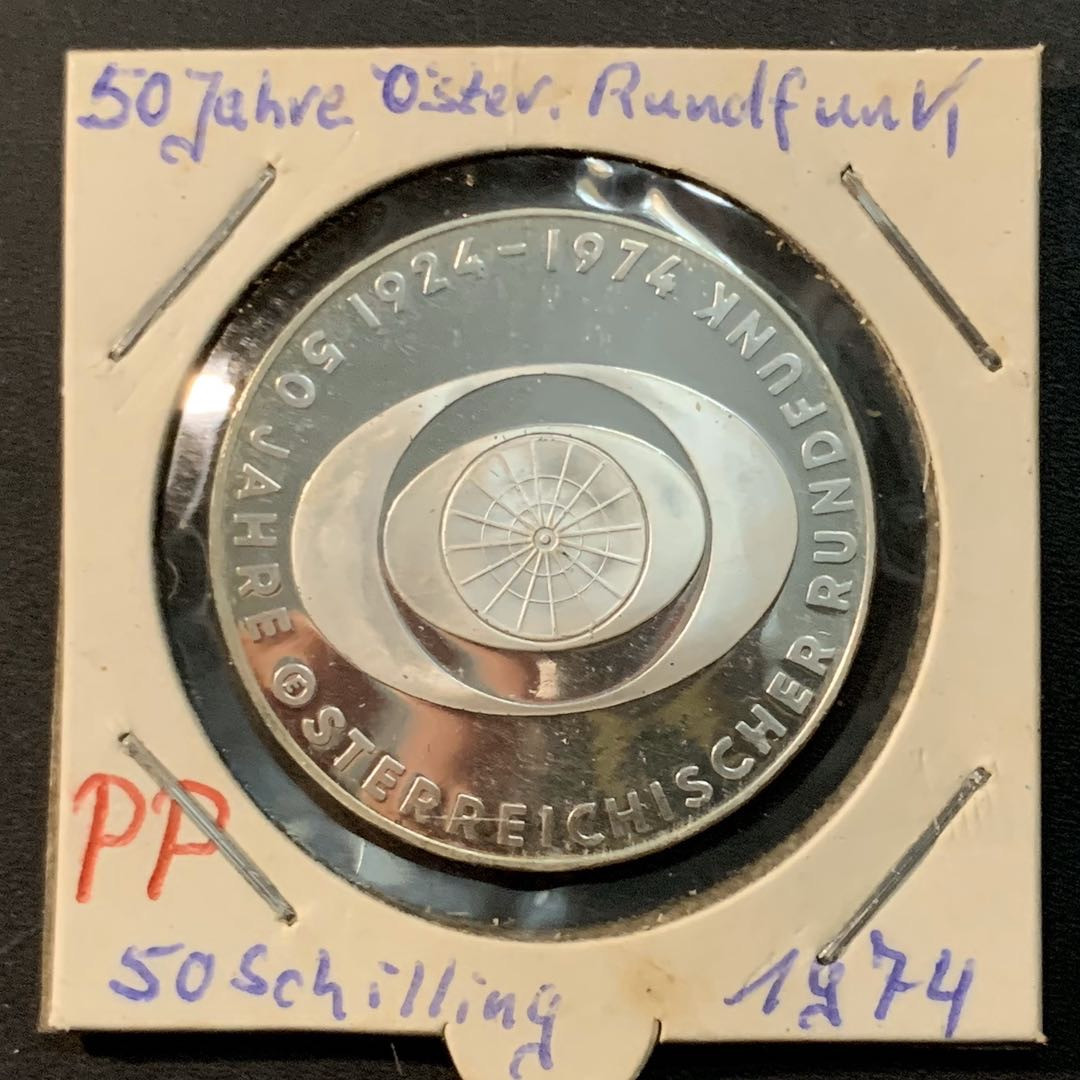 50 Jahre Öster. Rundfunk
50 JAHRE ÖSTERREICHISCHER RUNDFUNK
1924-1974
PP
50 Schilling 1974